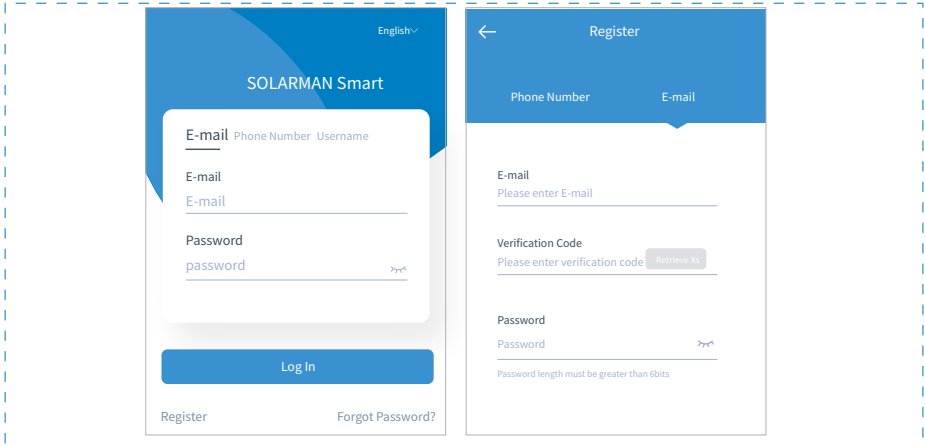 English
SOLARMAN Smart
E-mail Phone Number Username
E-mail
E-mail
Password
password
Log In
Register Forgot Password?
Register
Phone Number E-mail
E-mail
Please enter E-mail
Verification Code
Please enter verification code Retrieve Xs
Password
Password
Password length must be greater than 6bits